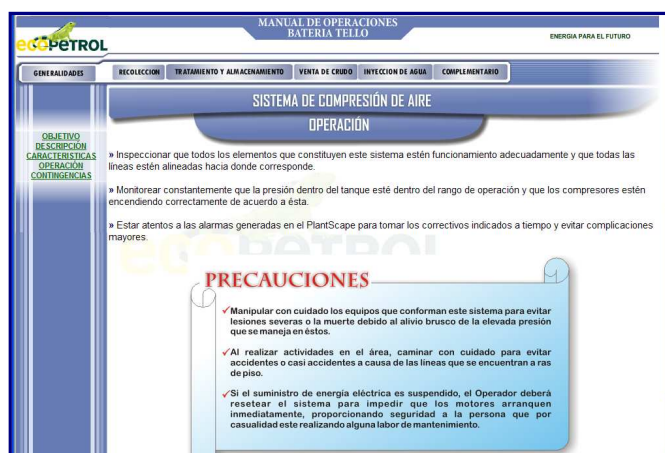 MANUAL DE OPERACIONES
BATERIA TELLO
ecoPETROL
ENERGIA PARA EL FUTURO
GENERALIDADES
RECOLECCION
TRATAMIENTO Y ALMACENAMIENTO
VENTA DE CRUDO
INYECCION DE AGUA
COMPLEMENTARIO
SISTEMA DE COMPRESIÓN DE AIRE
OPERACIÓN
OBJETIVO
DESCRIPCIÓN
CARACTERISTICAS
OPERACIÓN
CONTINGENCIAS
» Inspeccionar que todos los elementos que constituyen este sistema estén funcionamiento adecuadamente y que todas las
líneas estén alineadas hacia donde corresponde.
» Monitorear constantemente que la presión dentro del tanque esté dentro del rango de operación y que los compresores estén
encendiendo correctamente de acuerdo a ésta.
» Estar atentos a las alarmas generadas en el PlantScape para tomar los correctivos indicados a tiempo y evitar complicaciones
mayores.
ecoPETROL
PRECAUCIONES
✓Manipular con cuidado los equipos que conforman este sistema para evitar
lesiones severas o la muerte debido al alivio brusco de la elevada presión
que se maneja en éstos.
✓Al realizar actividades en el área, caminar con cuidado para evitar
accidentes o casi accidentes a causa de las líneas que se encuentran a ras
de piso.
✓Si el suministro de energía eléctrica es suspendido, el Operador deberá
resetear el sistema para impedir que los motores arranquen
inmediatamente, proporcionando seguridad a la persona que por
casualidad este realizando alguna labor de mantenimiento.